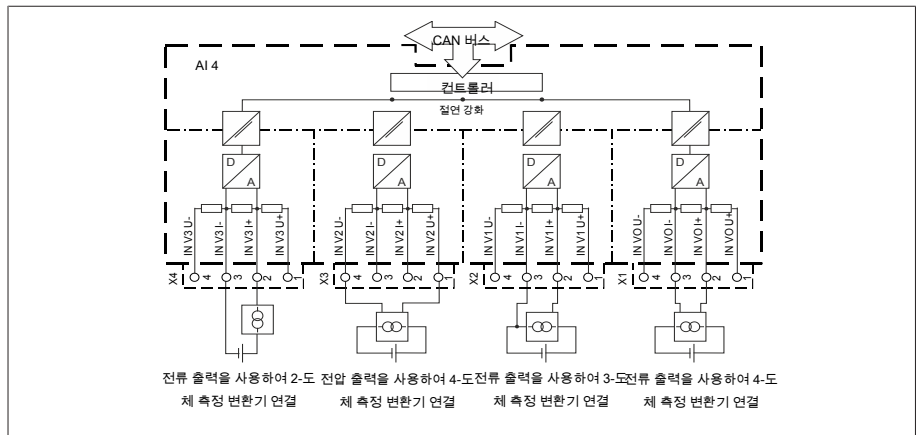 CAN 버스
AI 4
컨트롤러
절연 강화
D A
D A
D A
D A
IN V3 U-
IN V3 I-
IN V3 I+
IN V3 U+
IN V2 U-
IN V2 I-
IN V2 I+
IN V2 U+
IN V1 U-
IN V1 I-
IN V1 I+
IN V1 U+
IN VO U-
IN VO I-
IN VO I+
IN VO U+
X4 4 3 2 1
X3 4 3 2 1
X2 4 3 2 1
X1 4 3 2 1
전류 출력을 사용하여 2-도
체 측정 변환기 연결
전압 출력을 사용하여 4-도
체 측정 변환기 연결
전류 출력을 사용하여 3-도
체 측정 변환기 연결
전류 출력을 사용하여 4-도
체 측정 변환기 연결